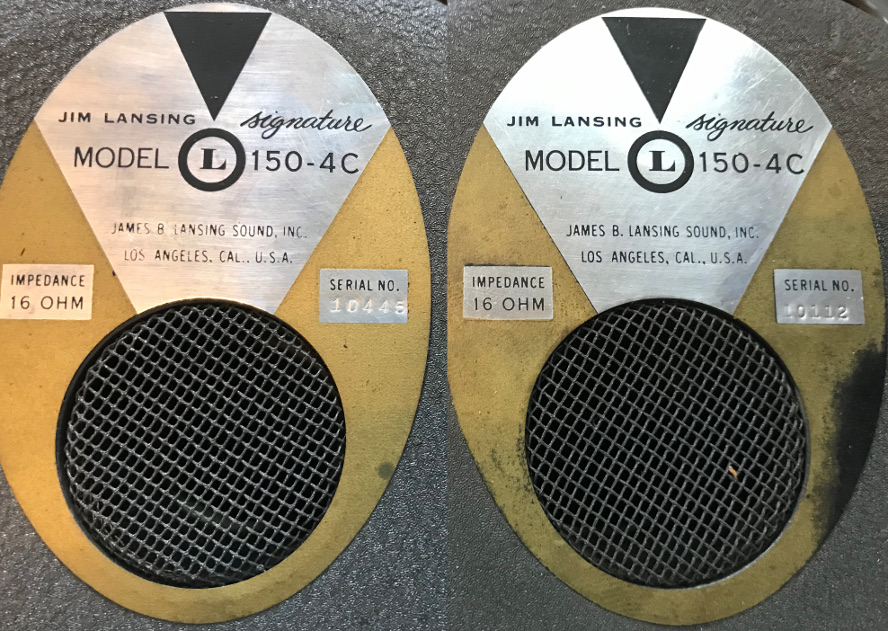 JIM LANSING signature
MODEL L 150-4C
JAMES B. LANSING SOUND, INC.
LOS ANGELES, CAL., U.S.A.
IMPEDANCE
16 OHM
SERIAL NO.
10445
JIM LANSING signature
MODEL L 150-4C
JAMES B. LANSING SOUND, INC.
LOS ANGELES, CAL., U.S.A.
IMPEDANCE
16 OHM
SERIAL NO.
10112